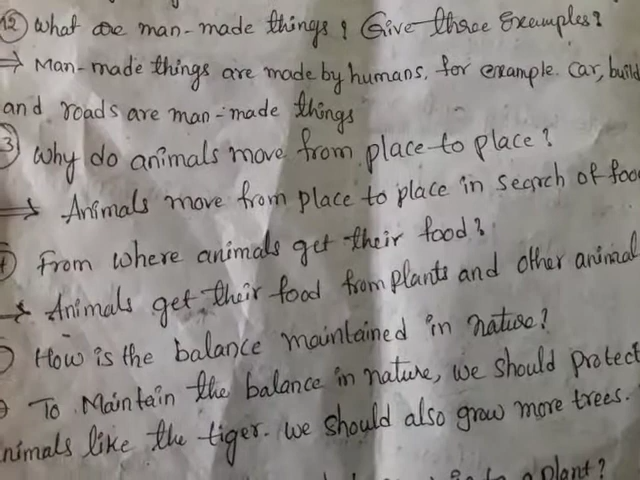 12) What are man-made things? Give three Examples?
⇒ Man-made things are made by humans. for example. Car, build
and roads are man-made things
3) Why do animals move from place to place?
⇒ Animals move from place to place in search of foo
From where animals get their food?
→ Animals get their food from plants and other animal
How is the balance maintained in nature?
To Maintain the balance in nature, we should protect
nimals like the tiger. we should also grow more trees.
a plant?